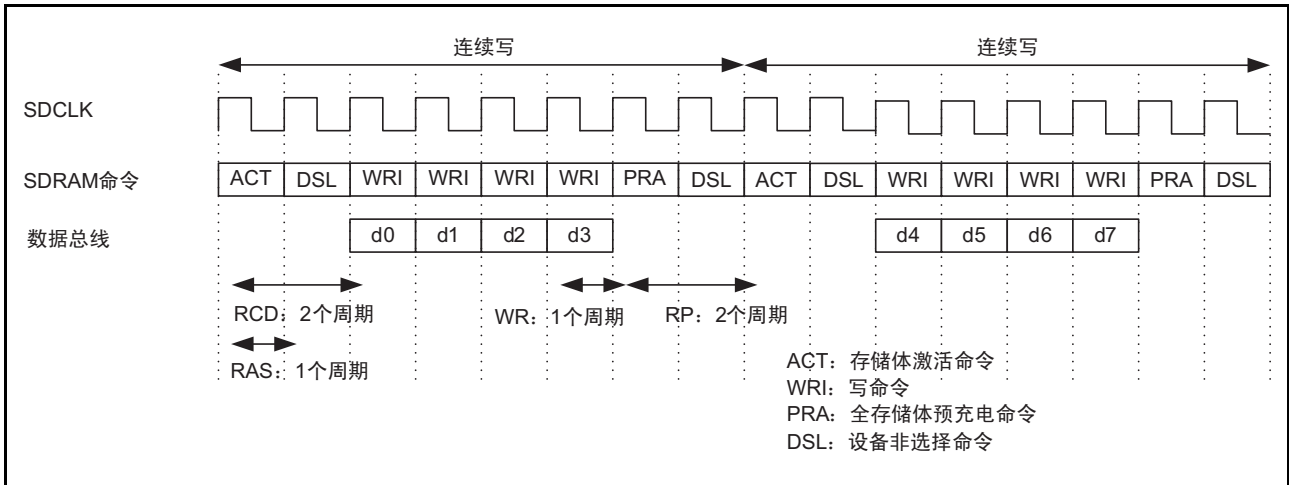 连续写 连续写
SDCLK
SDRAM命令 ACT DSL WRI WRI WRI WRI PRA DSL ACT DSL WRI WRI WRI WRI PRA DSL
数据总线 d0 d1 d2 d3 d4 d5 d6 d7
RCD：2个周期 WR：1个周期 RP：2个周期
RAS：1个周期
ACT：存储体激活命令
WRI：写命令
PRA：全存储体预充电命令
DSL：设备非选择命令